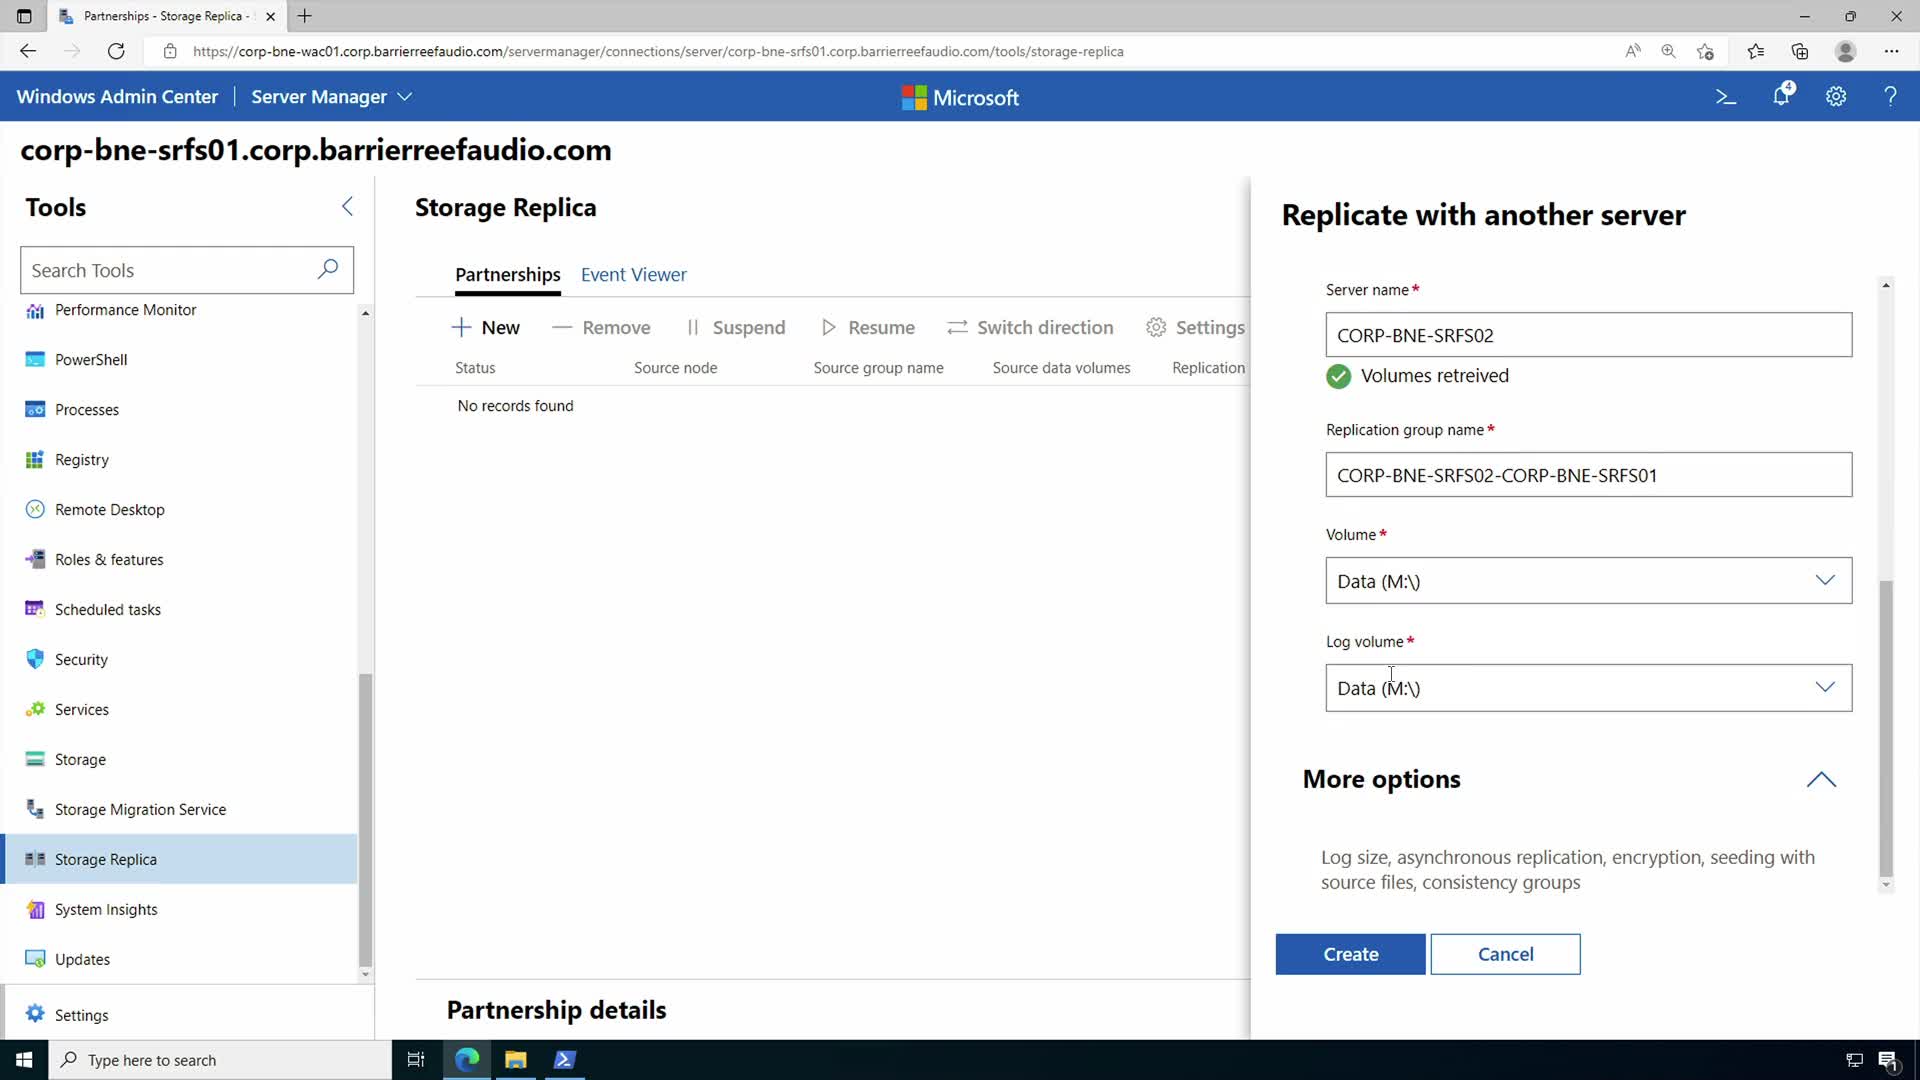 Partnerships - Storage Replica -
https://corp-bne-wac01.corp.barrierreefaudio.com/servermanager/connections/server/corp-bne-srfs01.corp.barrierreefaudio.com/tools/storage-replica
Windows Admin Center
Server Manager
Microsoft
4
corp-bne-srfs01.corp.barrierreefaudio.com
Tools
Search Tools
Performance Monitor
PowerShell
Processes
Registry
Remote Desktop
Roles & features
Scheduled tasks
Security
Services
Storage
Storage Migration Service
Storage Replica
System Insights
Updates
Settings
Storage Replica
Partnerships
Event Viewer
New
Remove
Suspend
Resume
Switch direction
Settings
Status
Source node
Source group name
Source data volumes
Replication
No records found
Partnership details
Replicate with another server
Server name*
CORP-BNE-SRFS02
Volumes retreived
Replication group name*
CORP-BNE-SRFS02-CORP-BNE-SRFS01
Volume*
Data (M:\)
Log volume*
Data (M:\)
More options
Log size, asynchronous replication, encryption, seeding with
source files, consistency groups
Create
Cancel
Type here to search
1